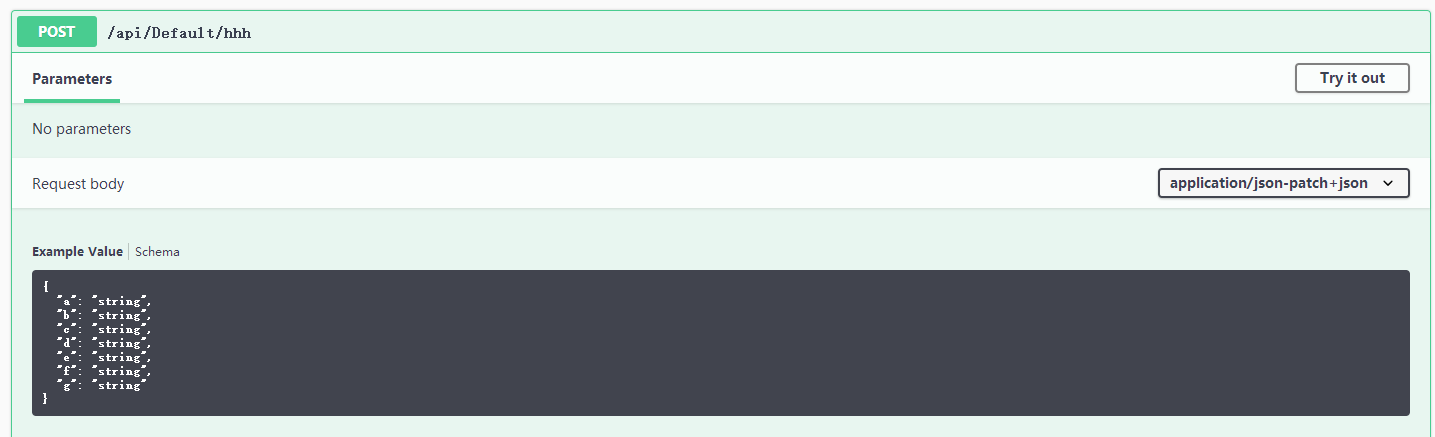 POST /api/Default/hhh
Parameters Try it out
No parameters
Request body application/json-patch+json
Example Value Schema
{
"a": "string",
"b": "string",
"c": "string",
"d": "string",
"e": "string",
"f": "string",
"g": "string"
}